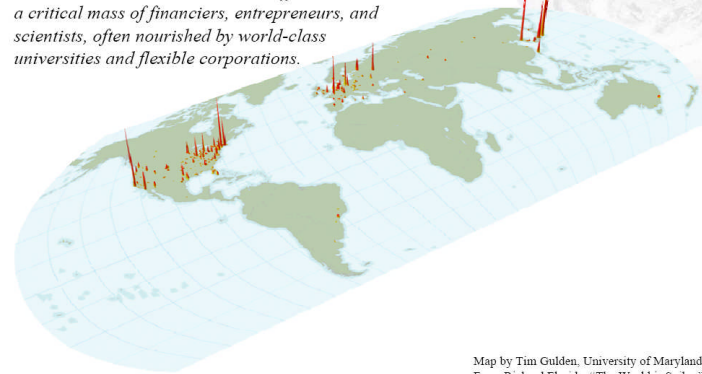 a critical mass of financiers, entrepreneurs, and
scientists, often nourished by world-class
universities and flexible corporations.
Map by Tim Gulden, University of Maryland